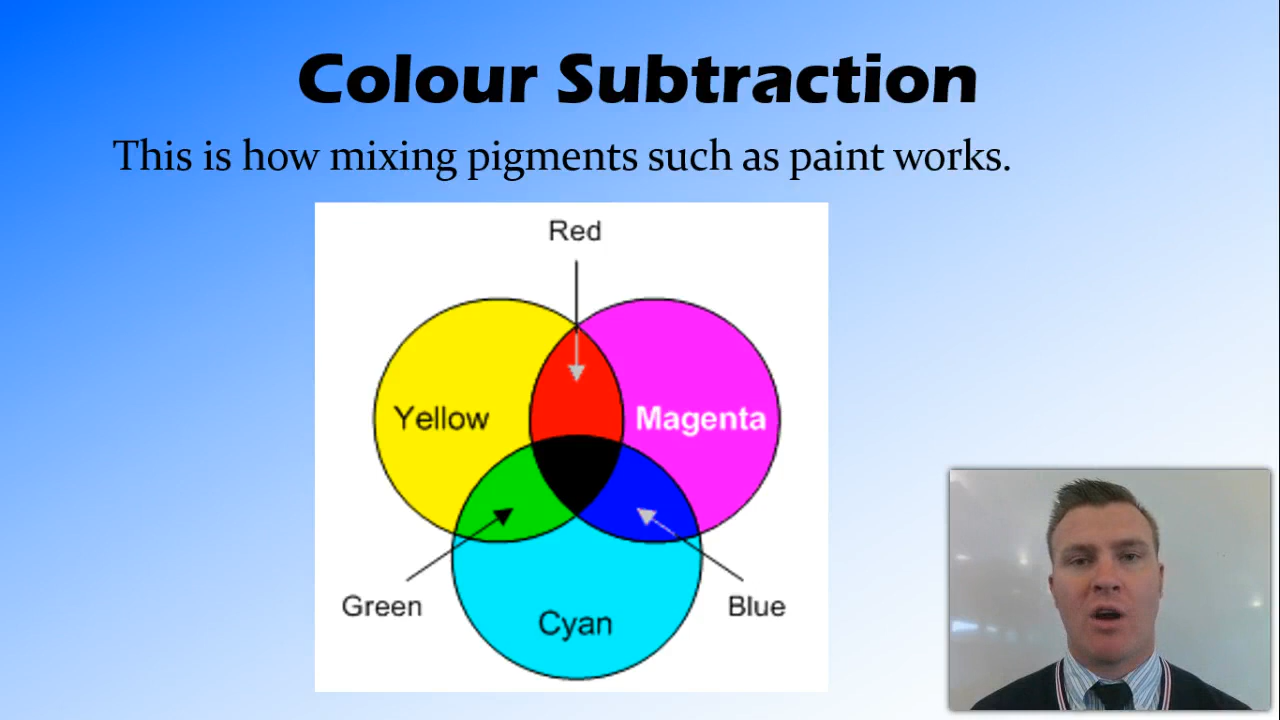 Colour Subtraction
This is how mixing pigments such as paint works.
Red
Yellow
Magenta
Green
Blue
Cyan